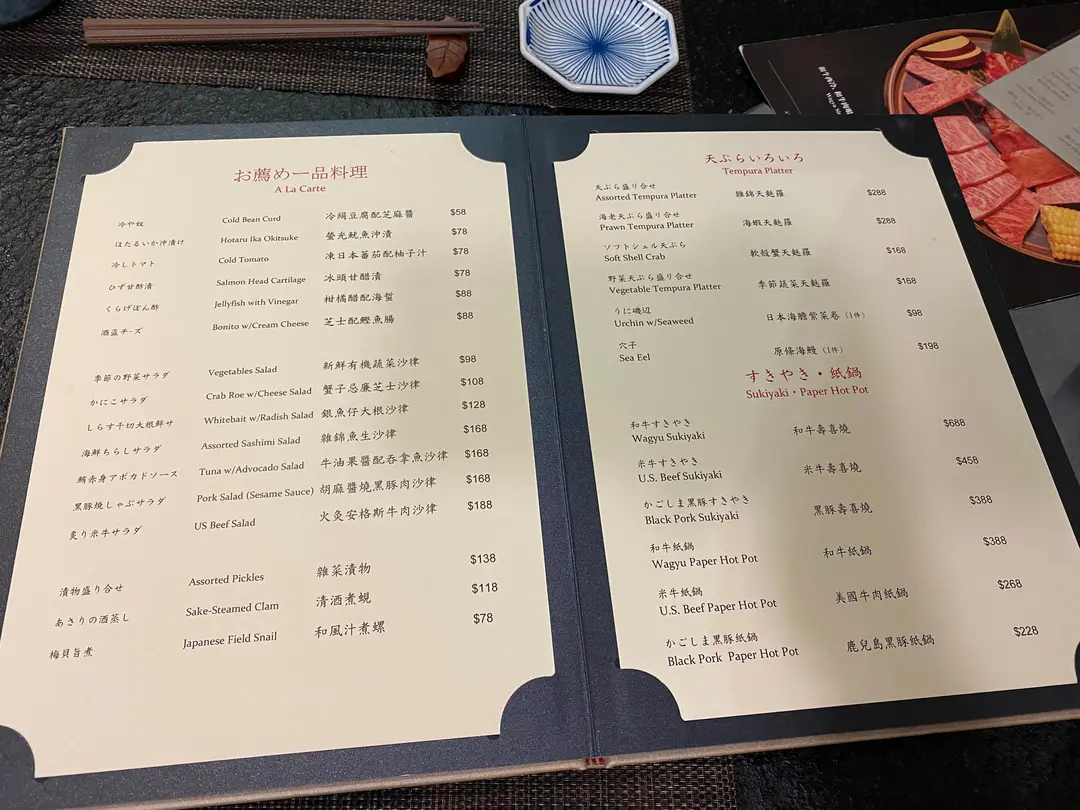 お薦め一品料理
A La Carte
冷や奴 Cold Bean Curd 冷絹豆腐配芝麻醬 $58
ほたるいか沖漬け Hotaru Ika Okitsuke 螢光魷魚沖漬 $78
冷しトマト Cold Tomato 凍日本蕃茄配柚子汁 $78
ひず甘酢漬 Salmon Head Cartilage 冰頭甘醋漬 $78
くらげぽん酢 Jellyfish with Vinegar 柑橘醋配海蜇 $88
酒盗チーズ Bonito w/Cream Cheese 芝士配鰹魚腸 $88
季節の野菜サラダ Vegetables Salad 新鮮有機蔬菜沙律 $98
かにこサラダ Crab Roe w/Cheese Salad 蟹子忌廉芝士沙律 $108
しらす千切大根鮮サ Whitebait w/Radish Salad 銀魚仔大根沙律 $128
海鮮ちらしサラダ Assorted Sashimi Salad 雜錦魚生沙律 $168
鮪赤身アボカドソース Tuna w/Advocado Salad 牛油果醬配吞拿魚沙律 $168
黒豚焼しゃぶサラダ Pork Salad (Sesame Sauce) 胡麻醬燒黑豚肉沙律 $168
炙り米牛サラダ US Beef Salad 火灸安格斯牛肉沙律 $188
漬物盛り合せ Assorted Pickles 雜菜漬物 $138
あさりの酒蒸し Sake-Steamed Clam 清酒煮蜆 $118
梅貝旨煮 Japanese Field Snail 和風汁煮螺 $78
天ぷらいろいろ
Tempura Platter
天ぷら盛り合せ
Assorted Tempura Platter 雜錦天麩羅 $288
海老天ぷら盛り合せ
Prawn Tempura Platter 海蝦天麩羅 $288
ソフトシェル天ぷら
Soft Shell Crab 軟殼蟹天麩羅 $168
野菜天ぷら盛り合せ
Vegetable Tempura Platter 季節蔬菜天麩羅 $168
うに磯辺
Urchin w/Seaweed 日本海膽紫菜卷 (1件) $98
穴子
Sea Eel 原條海鰻 (1件) $198
すきやき・紙鍋
Sukiyaki・Paper Hot Pot
和牛すきやき
Wagyu Sukiyaki 和牛壽喜燒 $688
米牛すきやき
U.S. Beef Sukiyaki 米牛壽喜燒 $458
かごしま黒豚すきやき
Black Pork Sukiyaki 黑豚壽喜燒 $388
和牛紙鍋
Wagyu Paper Hot Pot 和牛紙鍋 $388
米牛紙鍋
U.S. Beef Paper Hot Pot 美國牛肉紙鍋 $268
かごしま黒豚紙鍋
Black Pork Paper Hot Pot 鹿兒島黑豚紙鍋 $228